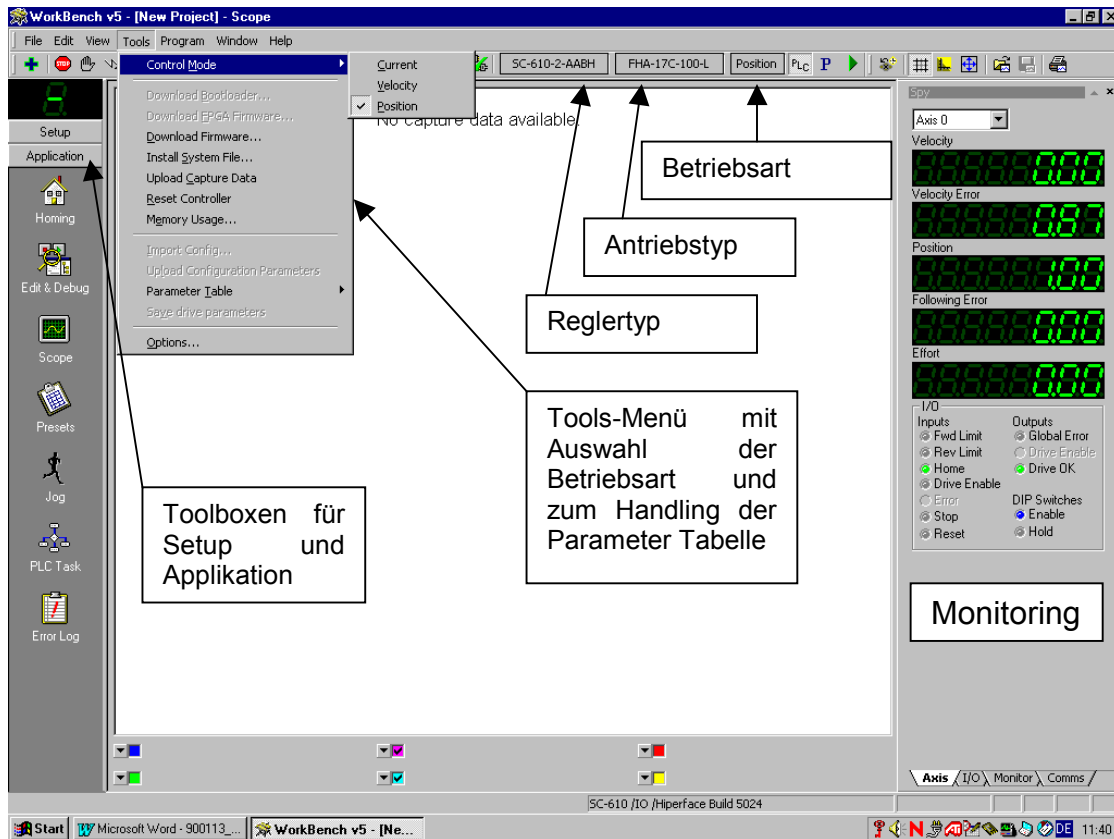 WorkBench v5 - [New Project] - Scope
File Edit View Tools Program Window Help
STOP
SC-610-2-AABH FHA-17C-100-L Position PLC P
Control Mode
Download Bootloader...
Download FPGA Firmware...
Download Firmware...
Install System File...
Upload Capture Data
Reset Controller
Memory Usage...
Import Config...
Upload Configuration Parameters
Parameter Table
Save drive parameters
Options...
Current
Velocity
Position
No capture data available.
Setup
Application
Homing
Edit & Debug
Scope
Presets
Jog
PLC Task
Error Log
Betriebsart
Antriebstyp
Reglertyp
Tools-Menü mit
Auswahl der
Betriebsart und
zum Handling der
Parameter Tabelle
Toolboxen für
Setup und
Applikation
Monitoring
Spy
Axis 0
Velocity
0.00
Velocity Error
0.87
Position
1.00
Following Error
0.00
Effort
0.00
I/O
Inputs
Fwd Limit
Rev Limit
Home
Drive Enable
Error
Stop
Reset
Outputs
Global Error
Drive Enable
Drive OK
DIP Switches
Enable
Hold
Axis I/O Monitor Comms
SC-610 /IO /Hiperface Build 5024
Start Microsoft Word - 900113_... WorkBench v5 - [Ne... DE 11:40